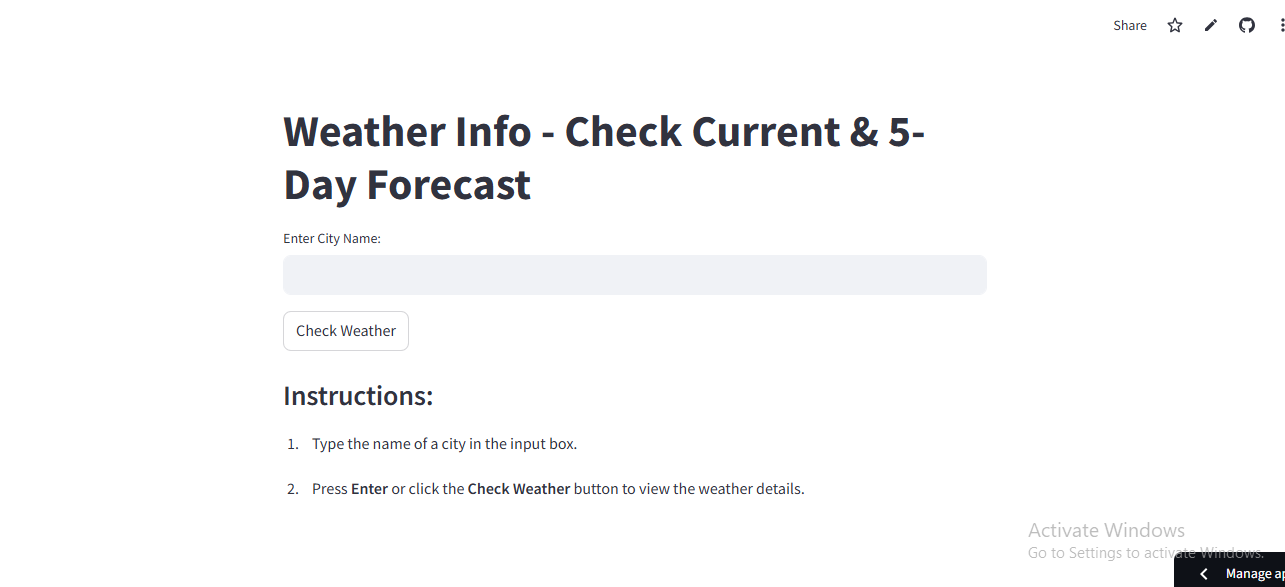 Share
Weather Info - Check Current & 5-
Day Forecast
Enter City Name:
Check Weather
Instructions:
1. Type the name of a city in the input box.
2. Press Enter or click the Check Weather button to view the weather details.
Activate Windows
Go to Settings to activate Windows.
Manage ap